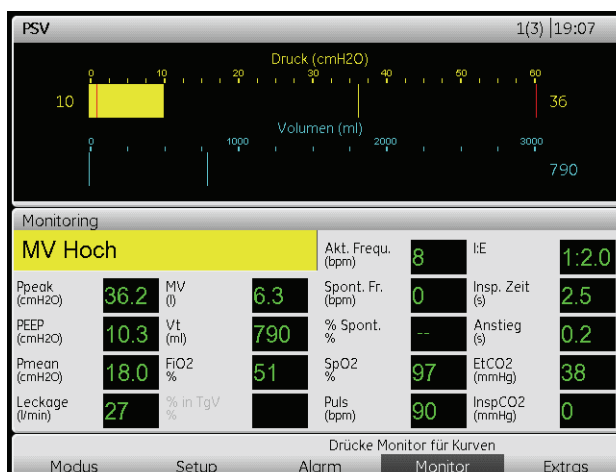 PSV 1(3) |19:07
Druck (cmH2O)
0 10 20 30 40 50 60
10 36
Volumen (ml)
0 1000 2000 3000
790
Monitoring
MV Hoch
Akt. Frequ. (bpm) 8
I:E 1:2.0
Ppeak (cmH2O) 36.2
MV (l) 6.3
Spont. Fr. (bpm) 0
Insp. Zeit (s) 2.5
PEEP (cmH2O) 10.3
Vt (ml) 790
% Spont. % --
Anstieg (s) 0.2
Pmean (cmH2O) 18.0
FiO2 % 51
SpO2 % 97
EtCO2 (mmHg) 38
Leckage (l/min) 27
% in TgV %
Puls (bpm) 90
InspCO2 (mmHg) 0
Drücke Monitor für Kurven
Modus Setup Alarm Monitor Extras